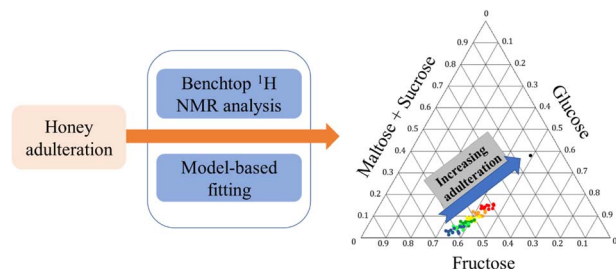 Honey
adulteration
Benchtop ¹H
NMR analysis
Model-based
fitting
Maltose + Sucrose
Glucose
Increasing
adulteration
0
0.9 0.1
0.8 0.2
0.7 0.3
0.6 0.4
0.5 0.5
0.4 0.6
0.3 0.7
0.2 0.8
0.1 0.9
0
0.9 0.8 0.7 0.6 0.5 0.4 0.3 0.2 0.1 0
Fructose